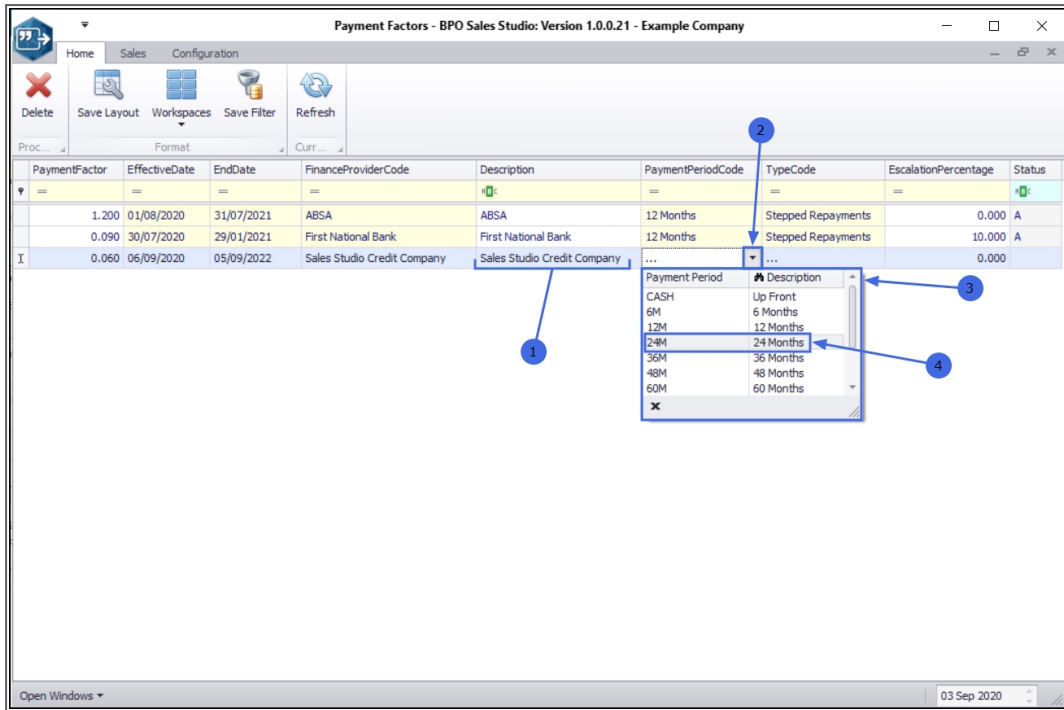 Payment Factors - BPO Sales Studio: Version 1.0.0.21 - Example Company
Home Sales Configuration
Delete Save Layout Workspaces Save Filter Refresh
Proc... Format Curr...
2
PaymentFactor EffectiveDate EndDate FinanceProviderCode Description PaymentPeriodCode TypeCode EscalationPercentage Status
= = = = ABC = = = ABC
1.200 01/08/2020 31/07/2021 ABSA ABSA 12 Months Stepped Repayments 0.000 A
0.090 30/07/2020 29/01/2021 First National Bank First National Bank 12 Months Stepped Repayments 10.000 A
I 0.060 06/09/2020 05/09/2022 Sales Studio Credit Company Sales Studio Credit Company ... ... 0.000
Payment Period Description
3
CASH Up Front
6M 6 Months
12M 12 Months
24M 24 Months
1
36M 36 Months
4
48M 48 Months
60M 60 Months
x
Open Windows 03 Sep 2020